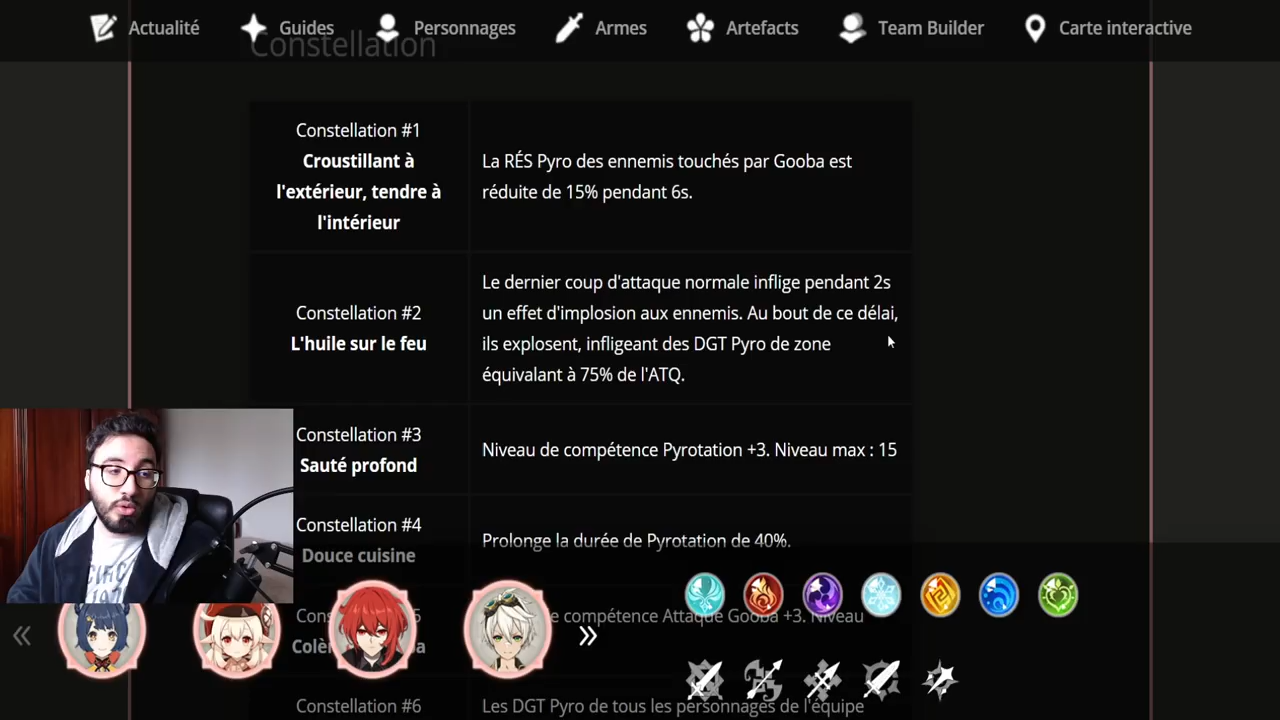 Actualité Guides Personnages Armes Artefacts Team Builder Carte interactive
Constellation
Constellation #1
Croustillant à
l'extérieur, tendre à
l'intérieur
La RÉS Pyro des ennemis touchés par Gooba est
réduite de 15% pendant 6s.
Constellation #2
L'huile sur le feu
Le dernier coup d'attaque normale inflige pendant 2s
un effet d'implosion aux ennemis. Au bout de ce délai,
ils explosent, infligeant des DGT Pyro de zone
équivalant à 75% de l'ATQ.
Constellation #3
Sauté profond
Niveau de compétence Pyrotation +3. Niveau max : 15
Constellation #4
Douce cuisine
Prolonge la durée de Pyrotation de 40%.
de compétence Attaque Gooba +3. Niveau
Constellation #6
Les DGT Pyro de tous les personnages de l'équipe